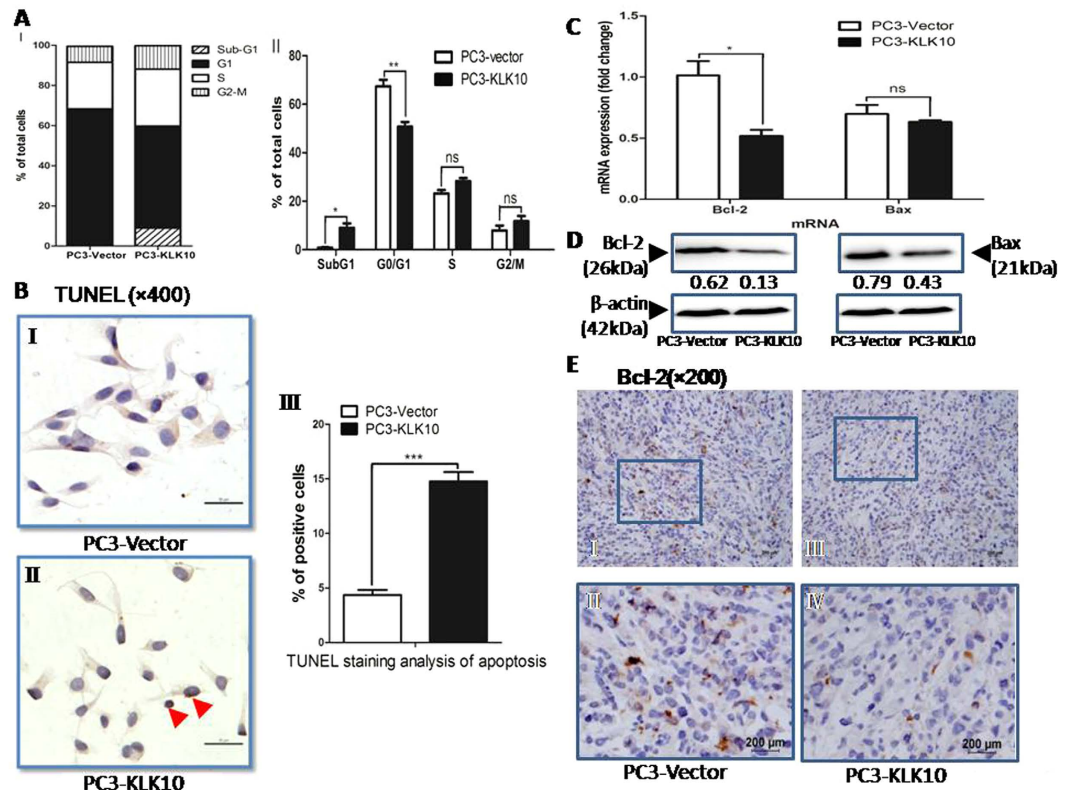 A
I
% of total cells
100
80
60
40
20
0
PC3-Vector PC3-KLK10
Sub-G1
G1
S
G2-M
II
% of total cells
80
60
40
20
0
PC3-vector
PC3-KLK10
*
**
ns
ns
SubG1 G0/G1 S G2/M
B
TUNEL (×400)
I
PC3-Vector
II
PC3-KLK10
III
PC3-Vector
PC3-KLK10
% of positive cells
20
15
10
5
0
***
TUNEL staining analysis of apoptosis
C
mRNA expression (fold change)
1.5
1.0
0.5
0.0
PC3-Vector
PC3-KLK10
*
ns
Bcl-2 Bax
mRNA
D
Bcl-2
(26kDa)
0.62 0.13
0.79 0.43
Bax
(21kDa)
β-actin
(42kDa)
PC3-Vector PC3-KLK10 PC3-Vector PC3-KLK10
E
Bcl-2(×200)
I
III
II
200 µm
IV
200 µm
PC3-Vector
PC3-KLK10